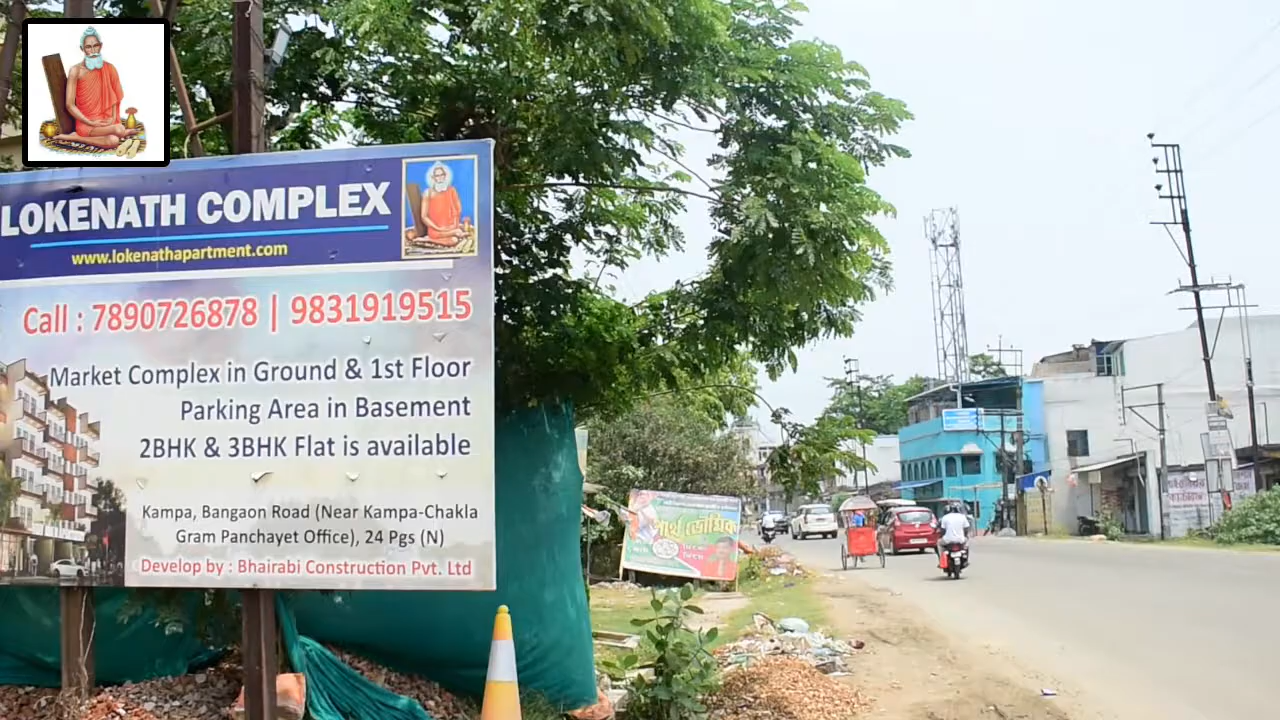 LOKENATH COMPLEX
www.lokenathapartment.com
Call : 7890726878 | 9831919515
Market Complex in Ground & 1st Floor
Parking Area in Basement
2BHK & 3BHK Flat is available
Kampa, Bangaon Road (Near Kampa-Chakla
Gram Panchayet Office), 24 Pgs (N)
Develop by : Bhairabi Construction Pvt. Ltd
পার্থ ভৌমিক